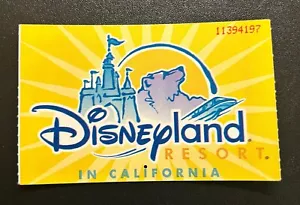 11394197
Disneyland
RESORT
IN CALIFORNIA